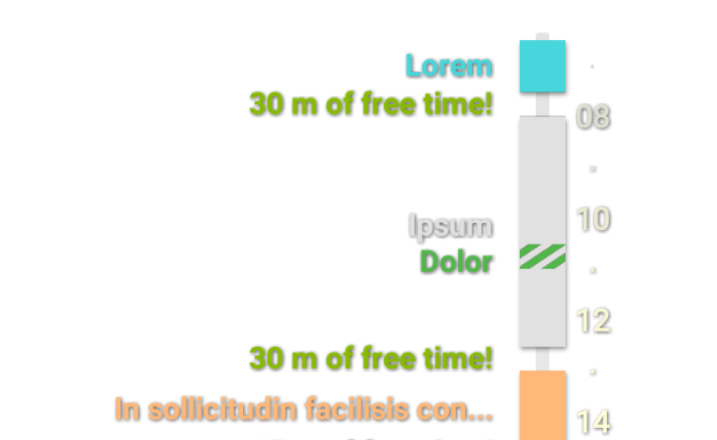 Lorem
30 m of free time!
08
Ipsum
10
Dolor
12
30 m of free time!
In sollicitudin facilisis con...
14